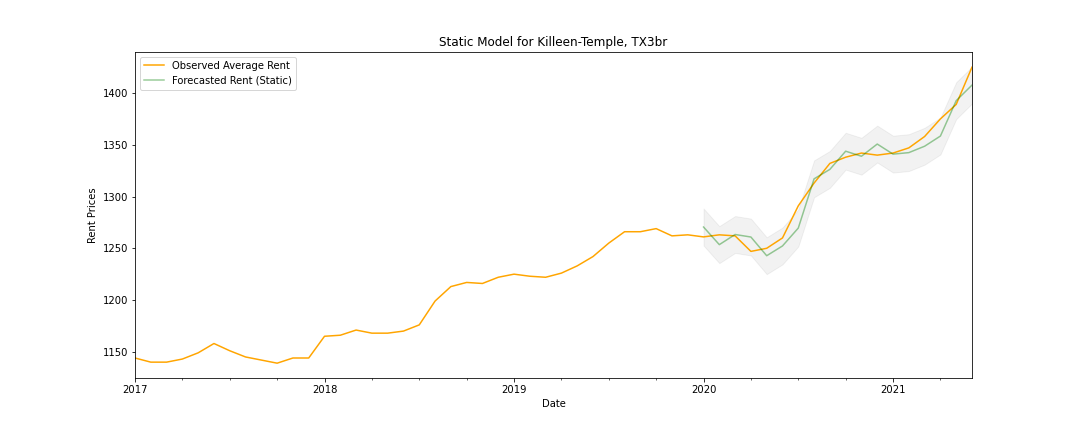 Static Model for Killeen-Temple, TX3br
Observed Average Rent
Forecasted Rent (Static)
1400
1350
1300
1250
1200
1150
Rent Prices
2017 2018 2019 2020 2021
Date